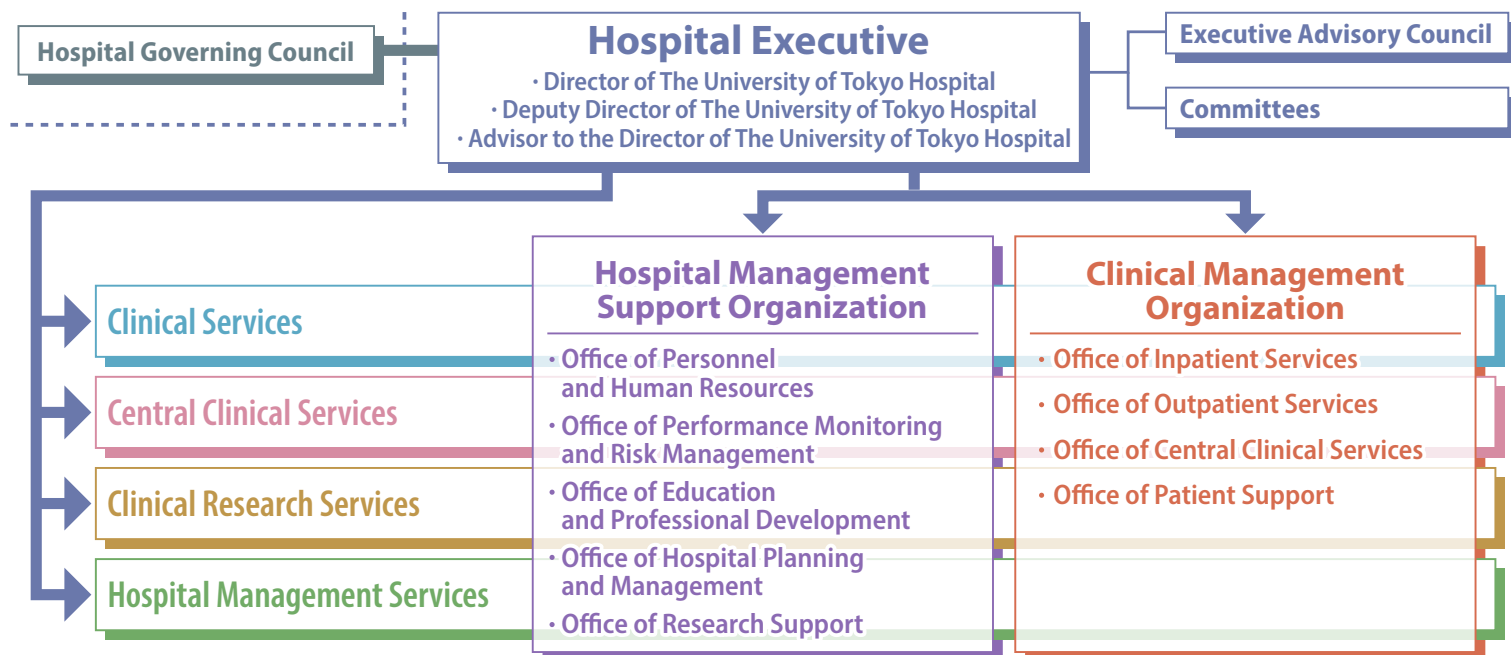 Hospital Governing Council
Hospital Executive
・Director of The University of Tokyo Hospital
・Deputy Director of The University of Tokyo Hospital
・Advisor to the Director of The University of Tokyo Hospital
Executive Advisory Council
Committees
Clinical Services
Central Clinical Services
Clinical Research Services
Hospital Management Services
Hospital Management
Support Organization
・Office of Personnel
and Human Resources
・Office of Performance Monitoring
and Risk Management
・Office of Education
and Professional Development
・Office of Hospital Planning
and Management
・Office of Research Support
Clinical Management
Organization
・Office of Inpatient Services
・Office of Outpatient Services
・Office of Central Clinical Services
・Office of Patient Support